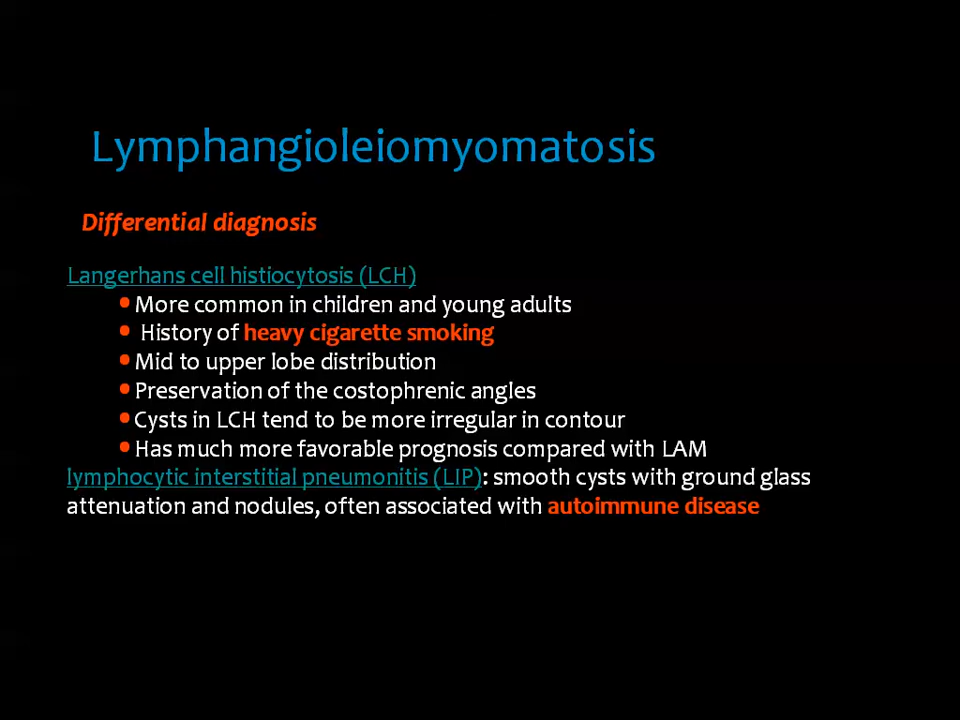 Lymphangioleiomyomatosis
Differential diagnosis
Langerhans cell histiocytosis (LCH)
• More common in children and young adults
• History of heavy cigarette smoking
• Mid to upper lobe distribution
• Preservation of the costophrenic angles
• Cysts in LCH tend to be more irregular in contour
• Has much more favorable prognosis compared with LAM
lymphocytic interstitial pneumonitis (LIP): smooth cysts with ground glass
attenuation and nodules, often associated with autoimmune disease